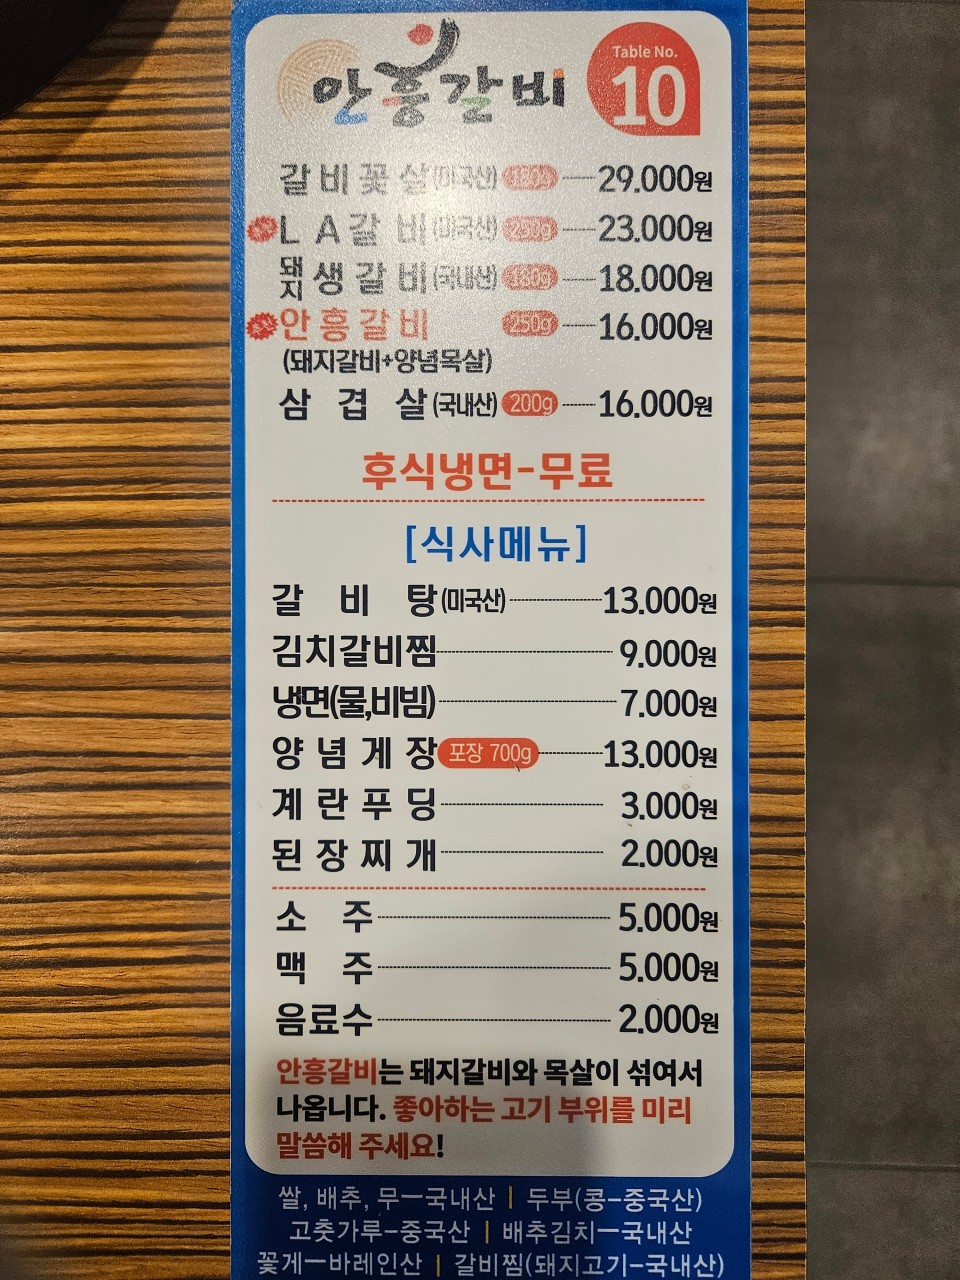 안흥갈비
Table No.
10
갈비꽃살(미국산) 29.000원
LA갈비(미국산) 250g 23.000원
돼지생갈비(국내산) 180g 18.000원
안흥갈비 250g 16.000원
(돼지갈비+양념목살)
삼겹살(국내산) 200g 16.000원
후식냉면-무료
[식사메뉴]
갈비탕(미국산) 13.000원
김치갈비찜 9.000원
냉면(물,비빔) 7.000원
양념게장 포장 700g 13.000원
계란푸딩 3.000원
된장찌개 2.000원
소주 5.000원
맥주 5.000원
음료수 2.000원
안흥갈비는 돼지갈비와 목살이 섞여서
나옵니다. 좋아하는 고기 부위를 미리
말씀해 주세요!
쌀, 배추, 무ー국내산 | 두부(콩-중국산)
고춧가루-중국산 | 배추김치ー국내산
꽃게ー바레인산 | 갈비찜(돼지고기-국내산)